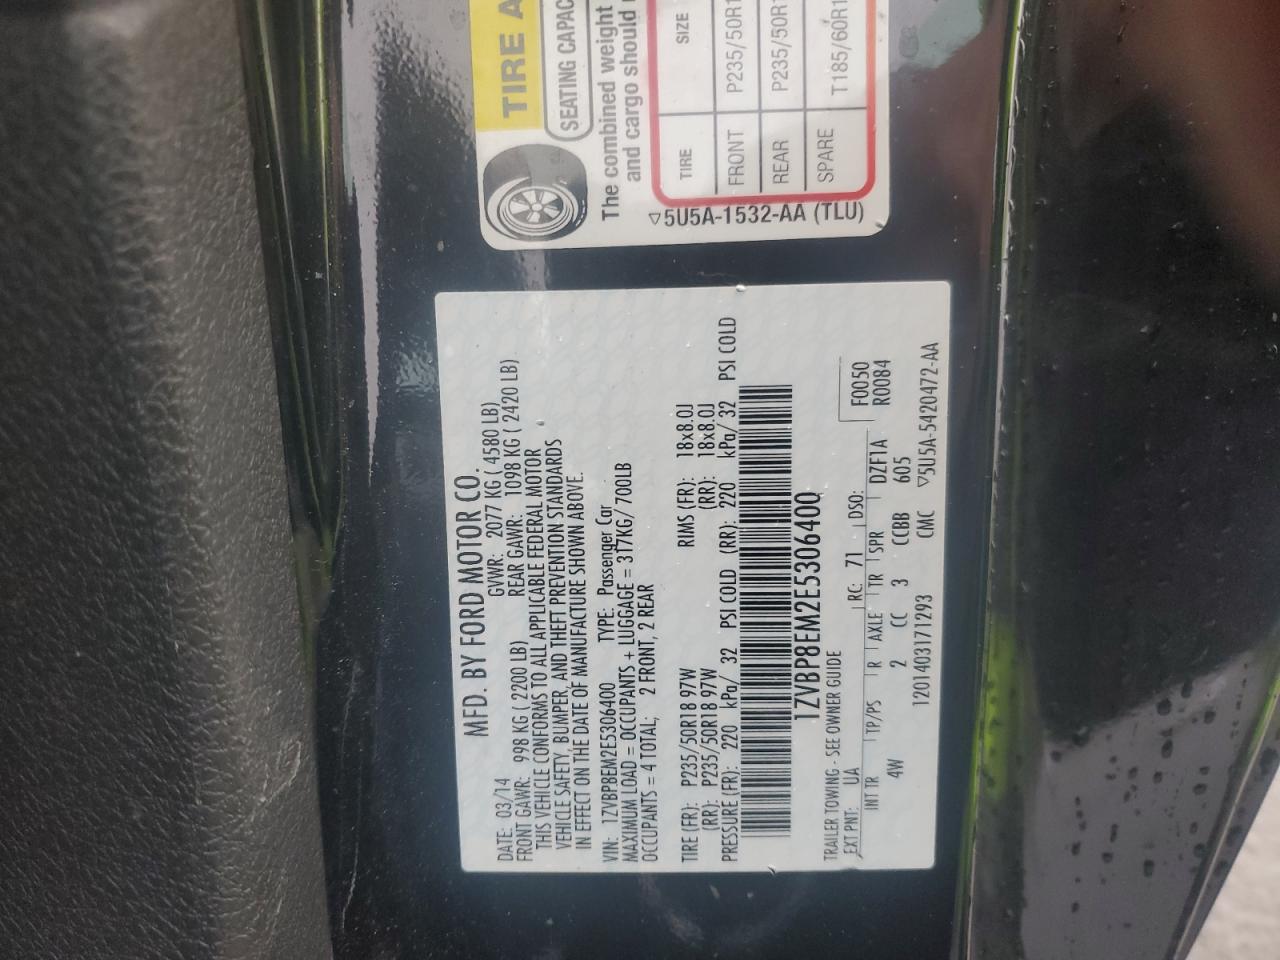 MFD. BY FORD MOTOR CO.
DATE: 03/14 GVWR: 2077 KG ( 4580 LB)
FRONT GAWR: 998 KG ( 2200 LB) REAR GAWR: 1098 KG ( 2420 LB)
THIS VEHICLE CONFORMS TO ALL APPLICABLE FEDERAL MOTOR
VEHICLE SAFETY, BUMPER, AND THEFT PREVENTION STANDARDS
IN EFFECT ON THE DATE OF MANUFACTURE SHOWN ABOVE.
VIN: 1ZVBP8EM2E5306400 TYPE: Passenger Car
MAXIMUM LOAD = OCCUPANTS + LUGGAGE = 317KG/700LB
OCCUPANTS = 4 TOTAL; 2 FRONT, 2 REAR
TIRE (FR): P235/50R18 97W RIMS (FR): 18x8.0J
(RR): P235/50R18 97W (RR): 18x8.0J
PRESSURE (FR): 220 kPa/ 32 PSI COLD (RR): 220 kPa/ 32 PSI COLD
1ZVBP8EM2E5306400
TRAILER TOWING - SEE OWNER GUIDE
EXT PNT: UA RC: 71 DSO: F0050
INT TR TP/PS R AXLE TR SPR DZF1A R0084
4W 2 CC 3 CCBB 605
1201403171293 CMC ▽5U5A-5420472-AA
TIRE A
SEATING CAPAC
The combined weight
and cargo should
TIRE SIZE
FRONT P235/50R1
REAR P235/50R1
SPARE T185/60R1
▽5U5A-1532-AA (TLU)